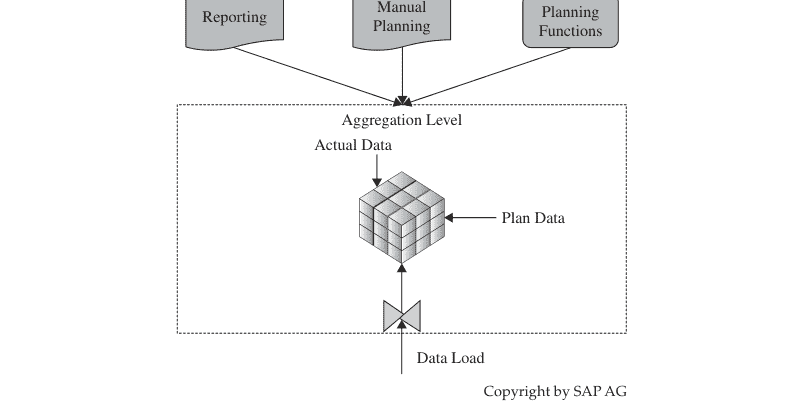 Reporting
Manual
Planning
Planning
Functions
Aggregation Level
Actual Data
Plan Data
Data Load
Copyright by SAP AG